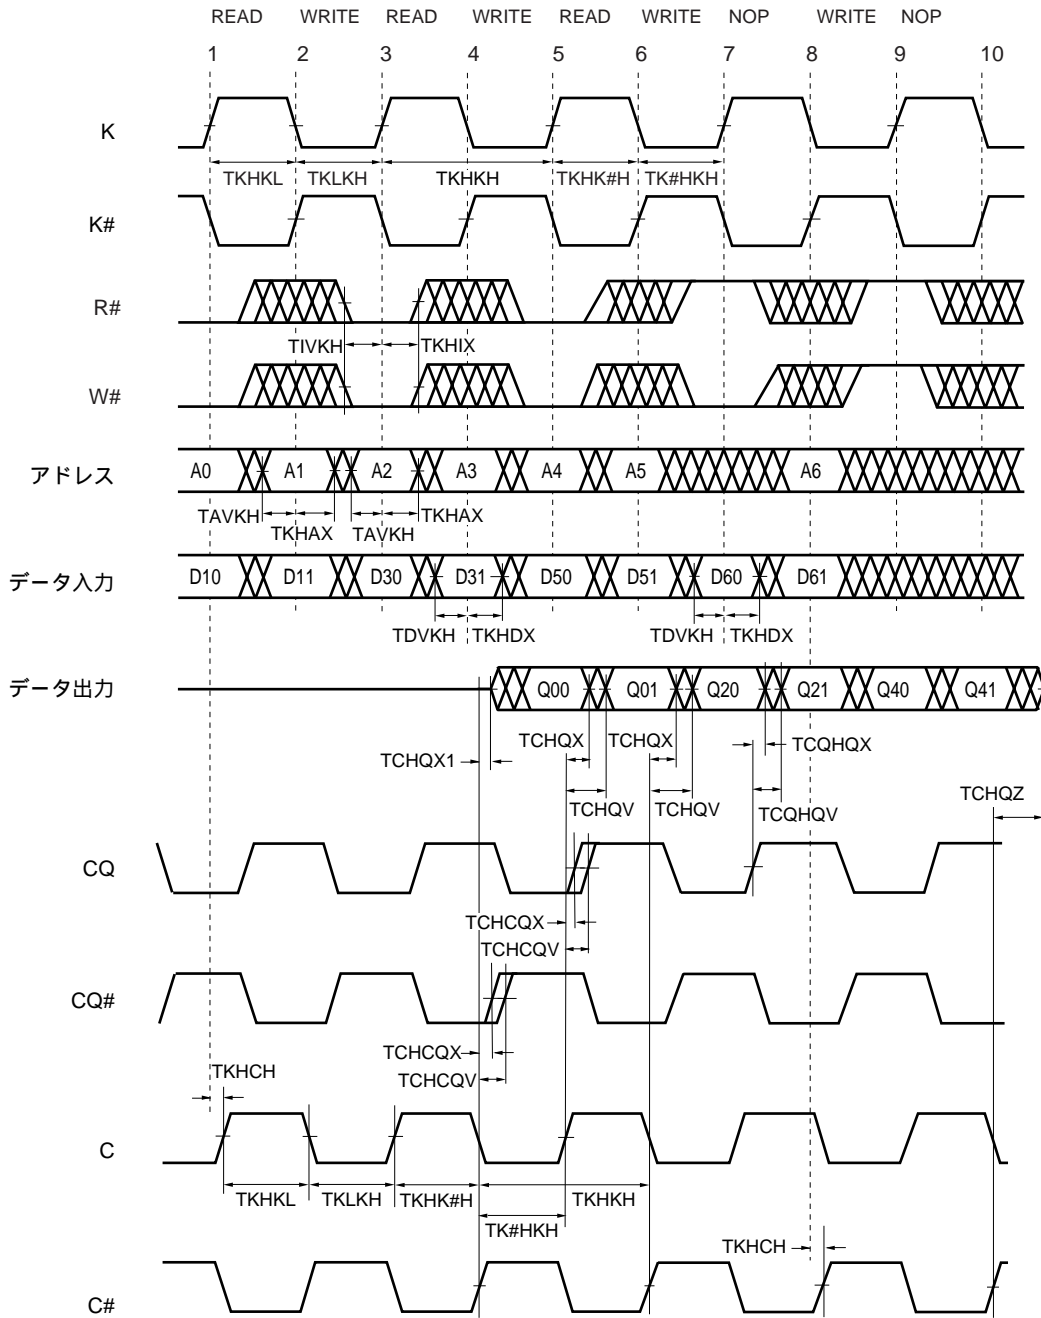 READ WRITE READ WRITE READ WRITE NOP WRITE NOP
1 2 3 4 5 6 7 8 9 10
K
TKHKL TKLKH TKHKH TKHK#H TK#HKH
K#
R#
TIVKH TKHIX
W#
アドレス A0 A1 A2 A3 A4 A5 A6
TAVKH TKHAX TAVKH TKHAX
データ入力 D10 D11 D30 D31 D50 D51 D60 D61
TDVKH TKHDX TDVKH TKHDX
データ出力 Q00 Q01 Q20 Q21 Q40 Q41
TCHQX1 TCHQX TCHQX TCQHQX
TCHQV TCHQV TCQHQV TCHQZ
CQ
TCHCQX
TCHCQV
CQ#
TCHCQX
TCHCQV
TKHCH
C
TKHKL TKLKH TKHK#H TKHKH
TK#HKH
TKHCH
C#